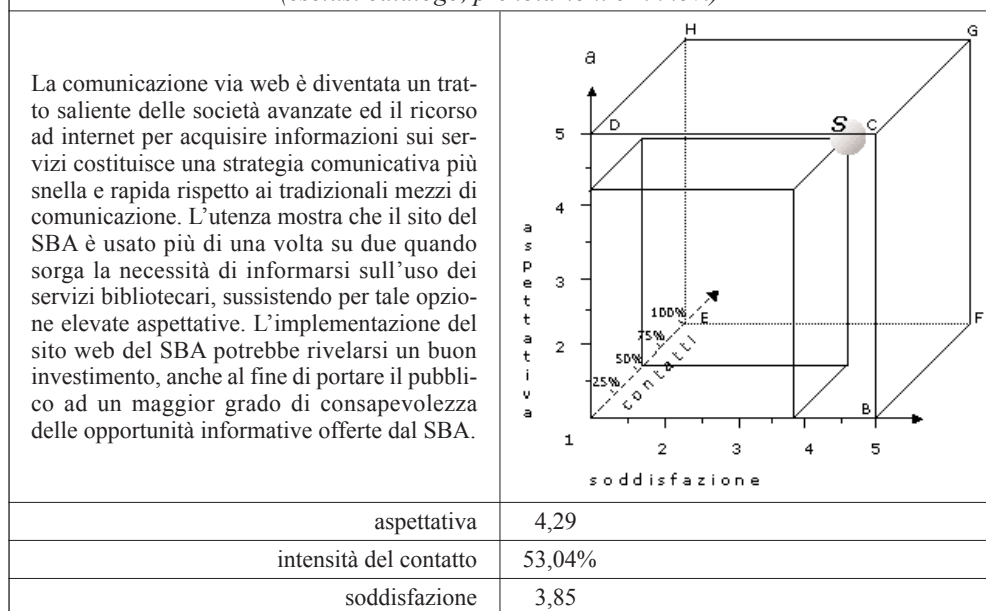 La comunicazione via web è diventata un trat-
to saliente delle società avanzate ed il ricorso
ad internet per acquisire informazioni sui ser-
vizi costituisce una strategia comunicativa più
snella e rapida rispetto ai tradizionali mezzi di
comunicazione. L'utenza mostra che il sito del
SBA è usato più di una volta su due quando
sorga la necessità di informarsi sull'uso dei
servizi bibliotecari, sussistendo per tale opzio-
ne elevate aspettative. L'implementazione del
sito web del SBA potrebbe rivelarsi un buon
investimento, anche al fine di portare il pubbli-
co ad un maggior grado di consapevolezza
delle opportunità informative offerte dal SBA.
H
G
a
5
D
S
C
4
aspettativa
3
100%
E
F
75%
2
50%
contatti
25%
B
1
2
3
4
5
soddisfazione
aspettativa 4,29
intensità del contatto 53,04%
soddisfazione 3,85